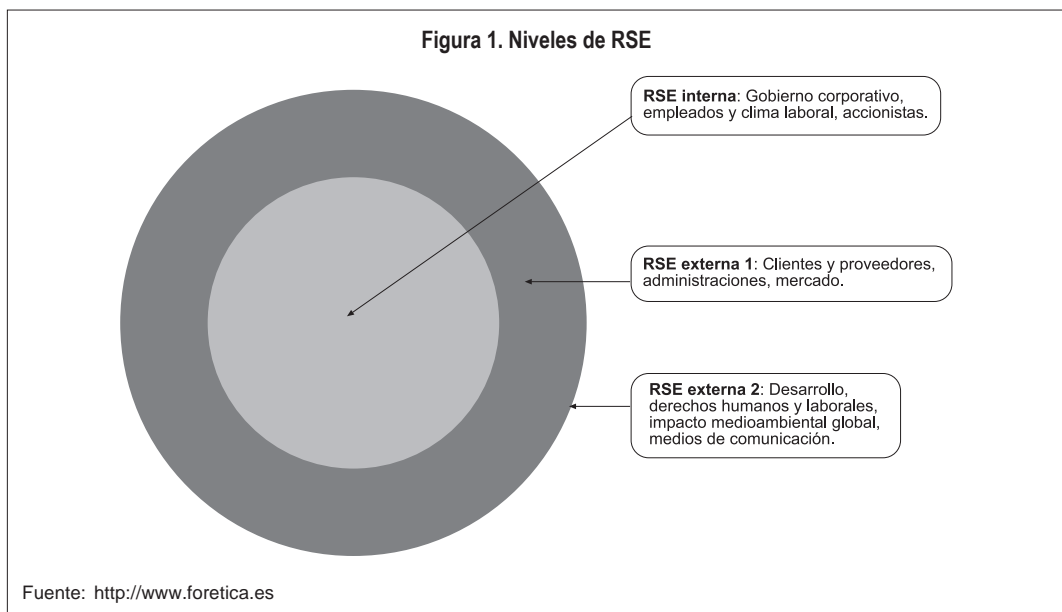 Figura 1. Niveles de RSE
RSE interna: Gobierno corporativo,
empleados y clima laboral, accionistas.
RSE externa 1: Clientes y proveedores,
administraciones, mercado.
RSE externa 2: Desarrollo,
derechos humanos y laborales,
impacto medioambiental global,
medios de comunicación.
Fuente: http://www.foretica.es